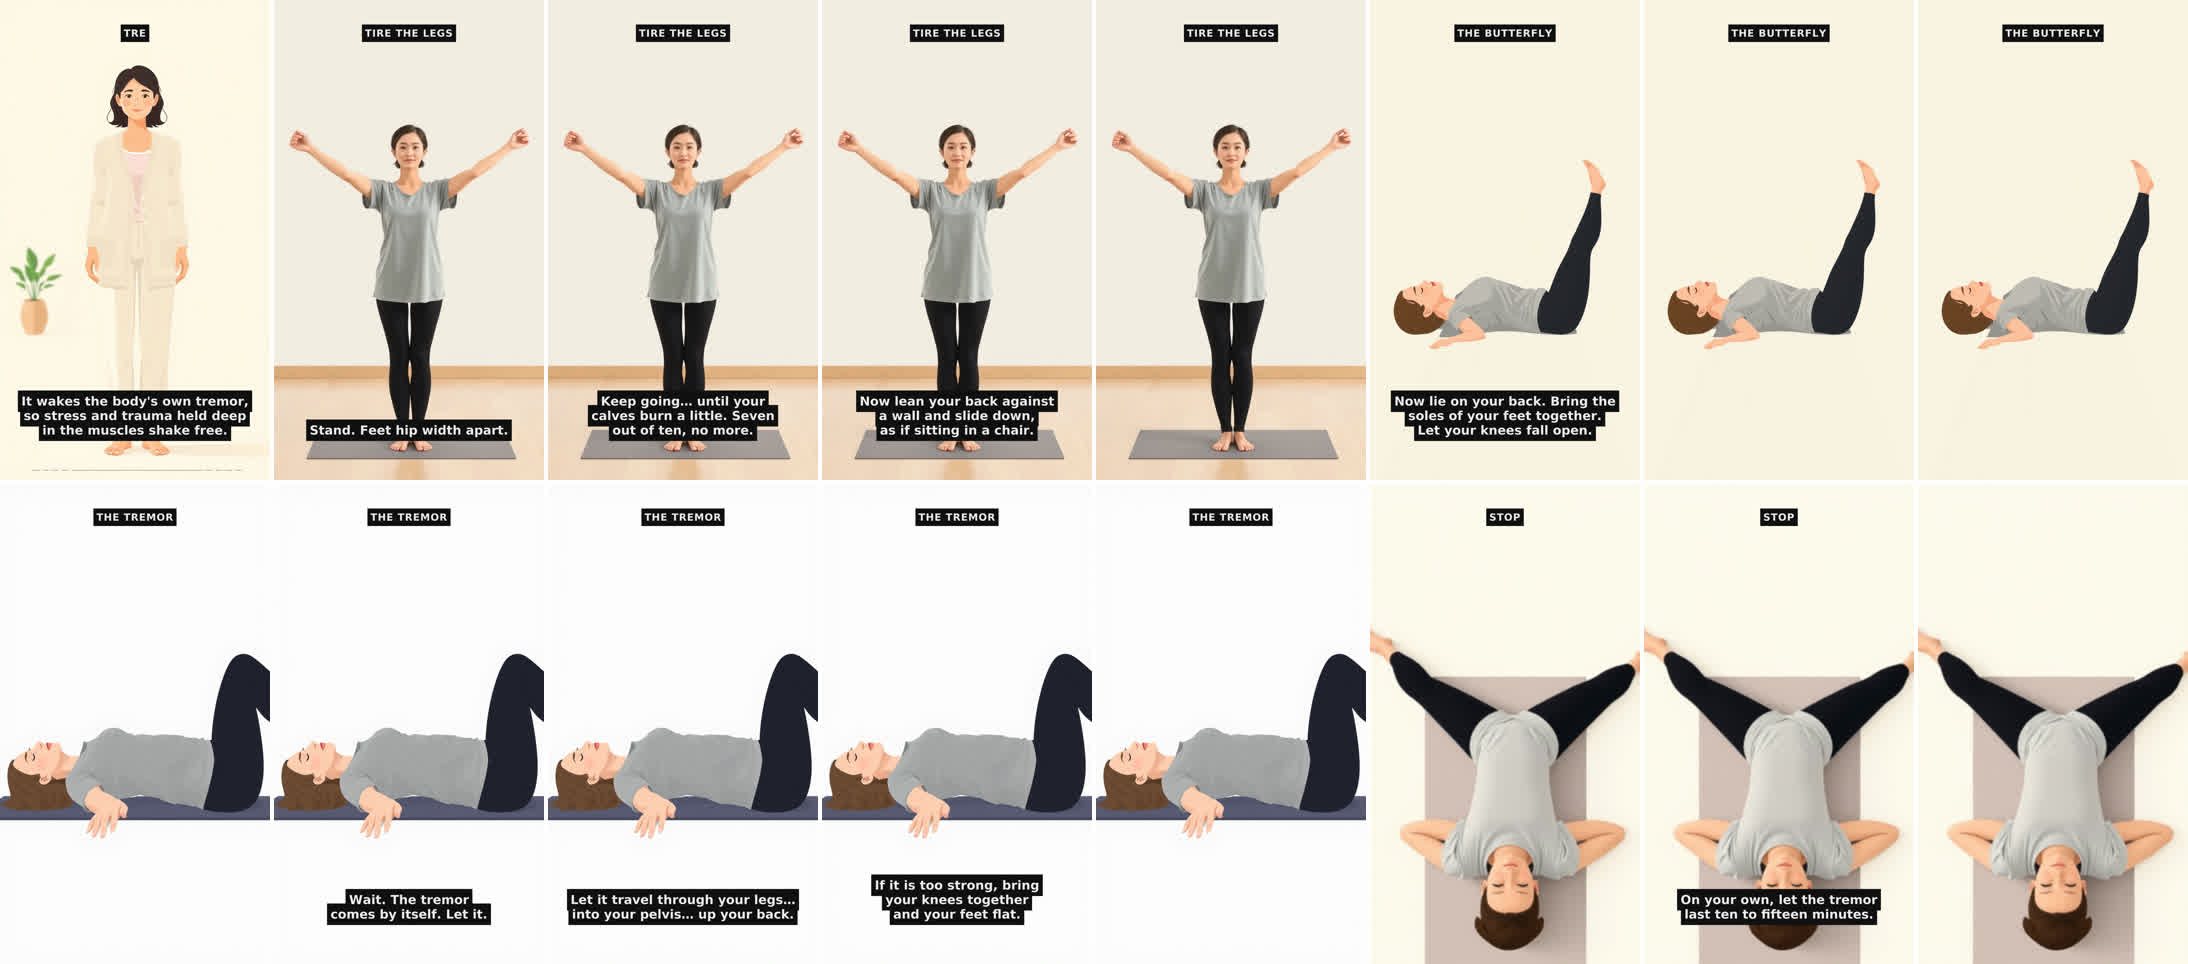 TRE
It wakes the body's own tremor,
so stress and trauma held deep
in the muscles shake free.
TIRE THE LEGS
Stand. Feet hip width apart.
TIRE THE LEGS
Keep going… until your
calves burn a little. Seven
out of ten, no more.
TIRE THE LEGS
Now lean your back against
a wall and slide down,
as if sitting in a chair.
TIRE THE LEGS
THE BUTTERFLY
Now lie on your back. Bring the
soles of your feet together.
Let your knees fall open.
THE BUTTERFLY
THE BUTTERFLY
THE TREMOR
THE TREMOR
Wait. The tremor
comes by itself. Let it.
THE TREMOR
Let it travel through your legs…
into your pelvis… up your back.
THE TREMOR
If it is too strong, bring
your knees together
and your feet flat.
THE TREMOR
STOP
STOP
On your own, let the tremor
last ten to fifteen minutes.